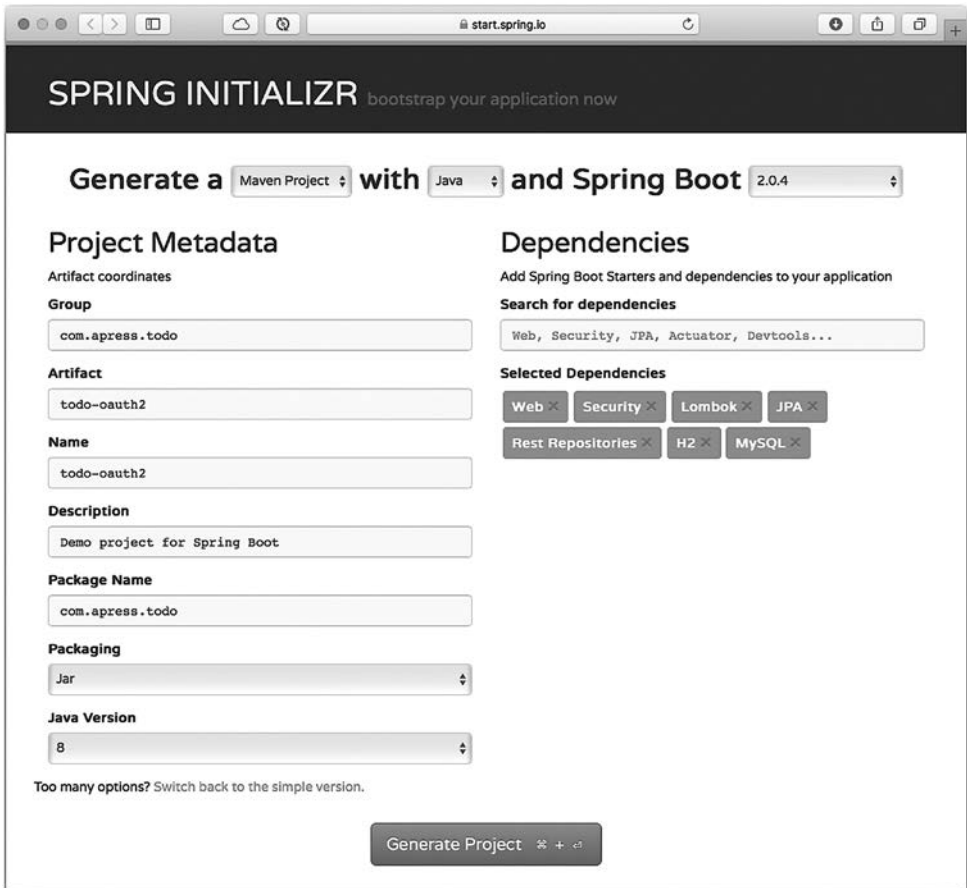 start.spring.io
SPRING INITIALIZR bootstrap your application now
Generate a Maven Project with Java and Spring Boot 2.0.4
Project Metadata
Artifact coordinates
Group
com.apress.todo
Artifact
todo-oauth2
Name
todo-oauth2
Description
Demo project for Spring Boot
Package Name
com.apress.todo
Packaging
Jar
Java Version
8
Too many options? Switch back to the simple version.
Dependencies
Add Spring Boot Starters and dependencies to your application
Search for dependencies
Web, Security, JPA, Actuator, Devtools...
Selected Dependencies
Web × Security × Lombok × JPA ×
Rest Repositories × H2 × MySQL ×
Generate Project ⌘ + ⏎